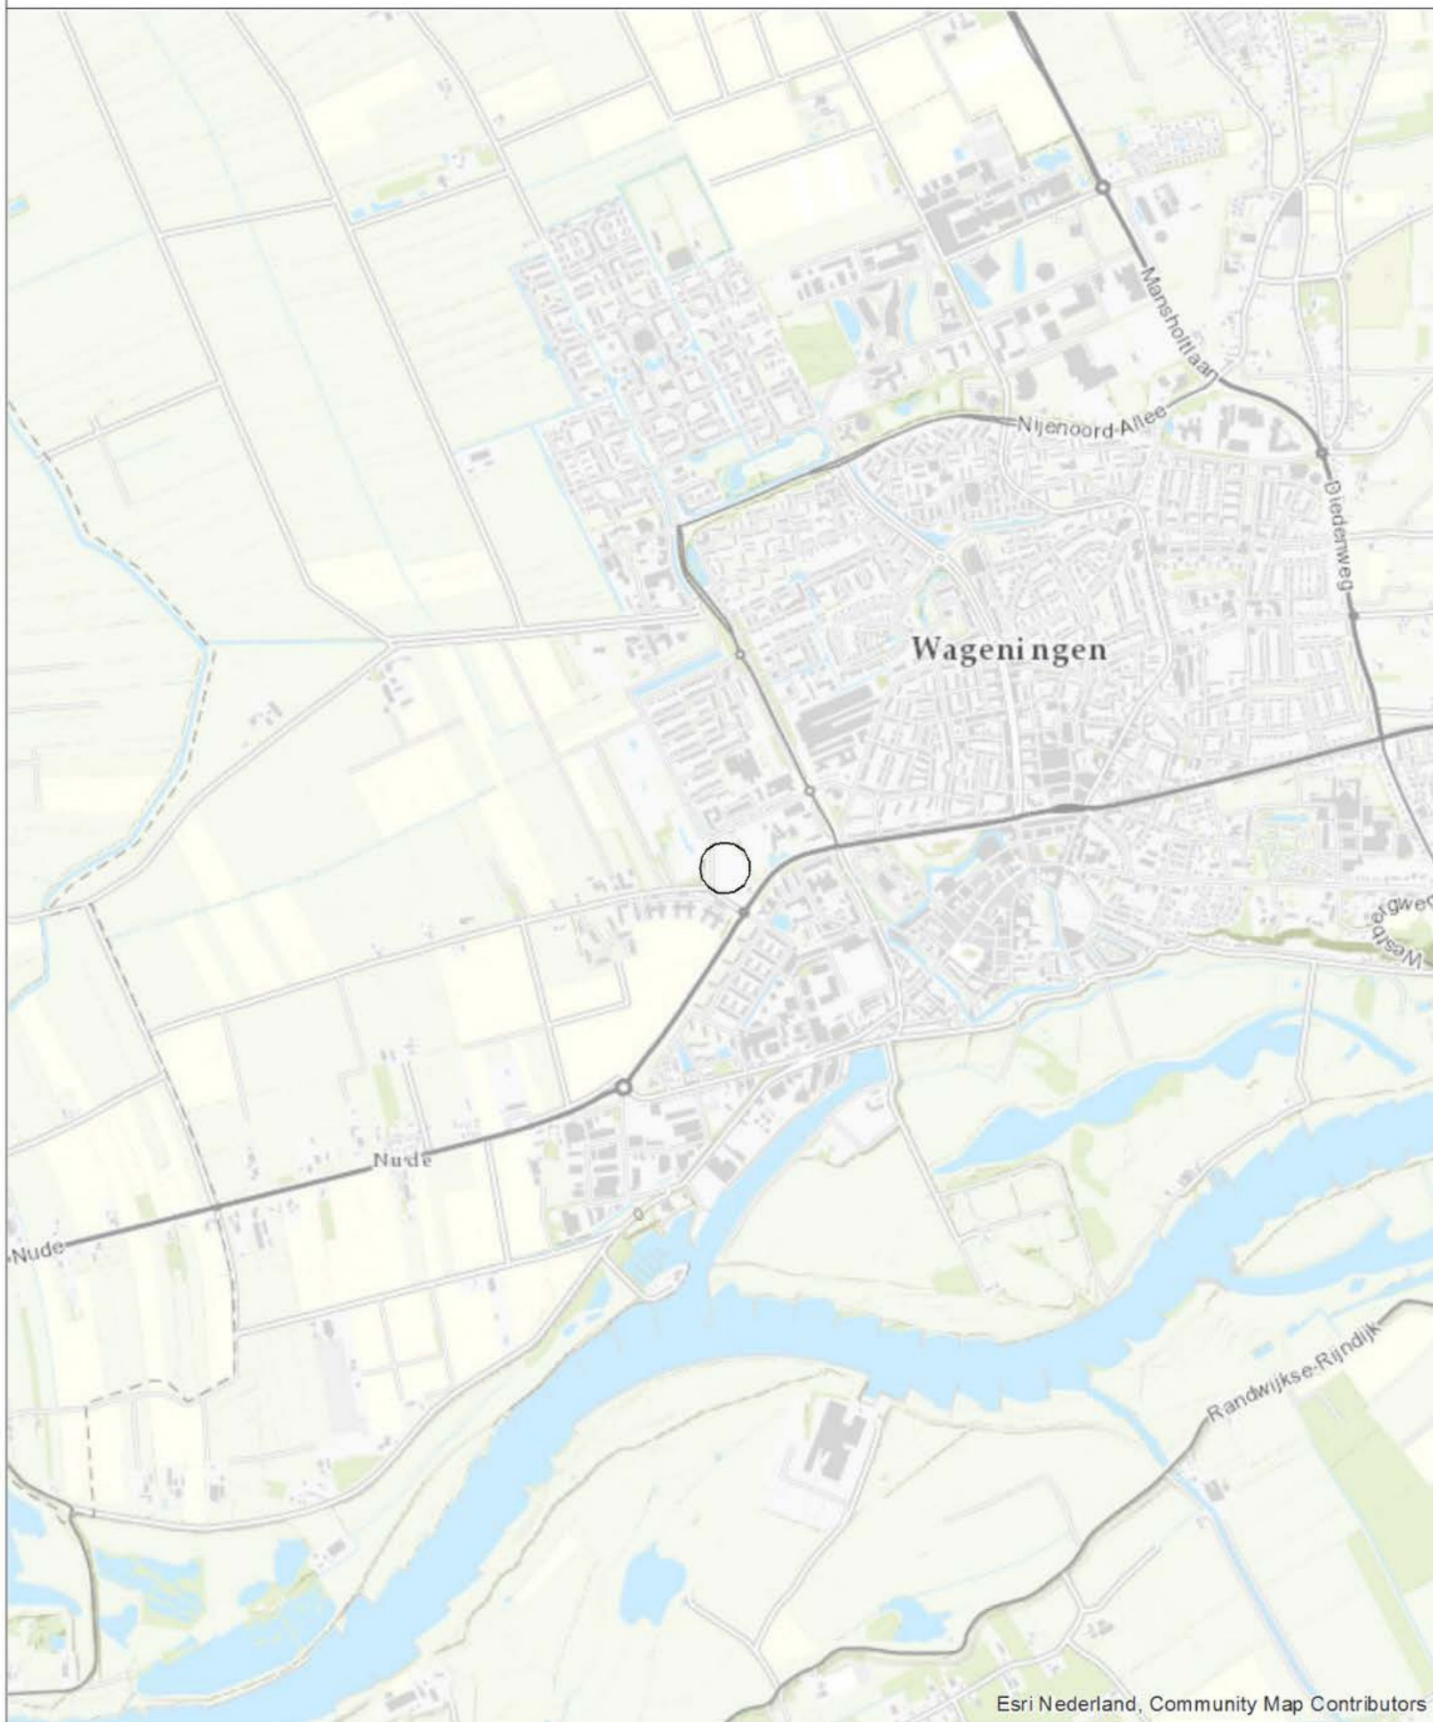 Mansholtlaan
Nijenoord-Allee
Diedenweg
Wageningen
Westbergweg
Nude
-Nude
Randwijkse-Rijndijk
Esri Nederland, Community Map Contributors